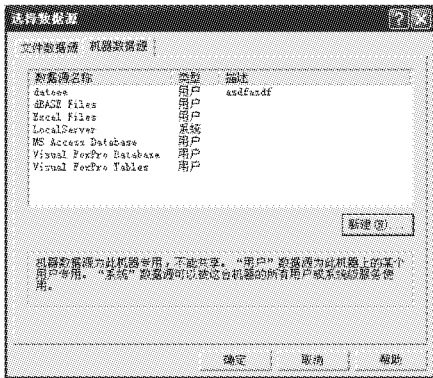 选择数据源
文件数据源 机器数据源
数据源名称 类型 描述
dateee 用户 asdfazdf
dBASE Files 用户
Excel Files 用户
LocalServer 系统
MS Access Database 用户
Visual FoxPro Database 用户
Visual FoxPro Tables 用户
新建(N)...
机器数据源为此机器专用，不能共享。“用户”数据源为此机器上的某个
用户专用。“系统”数据源可以被这台机器的所有用户或系统级服务使
用。
确定 取消 帮助